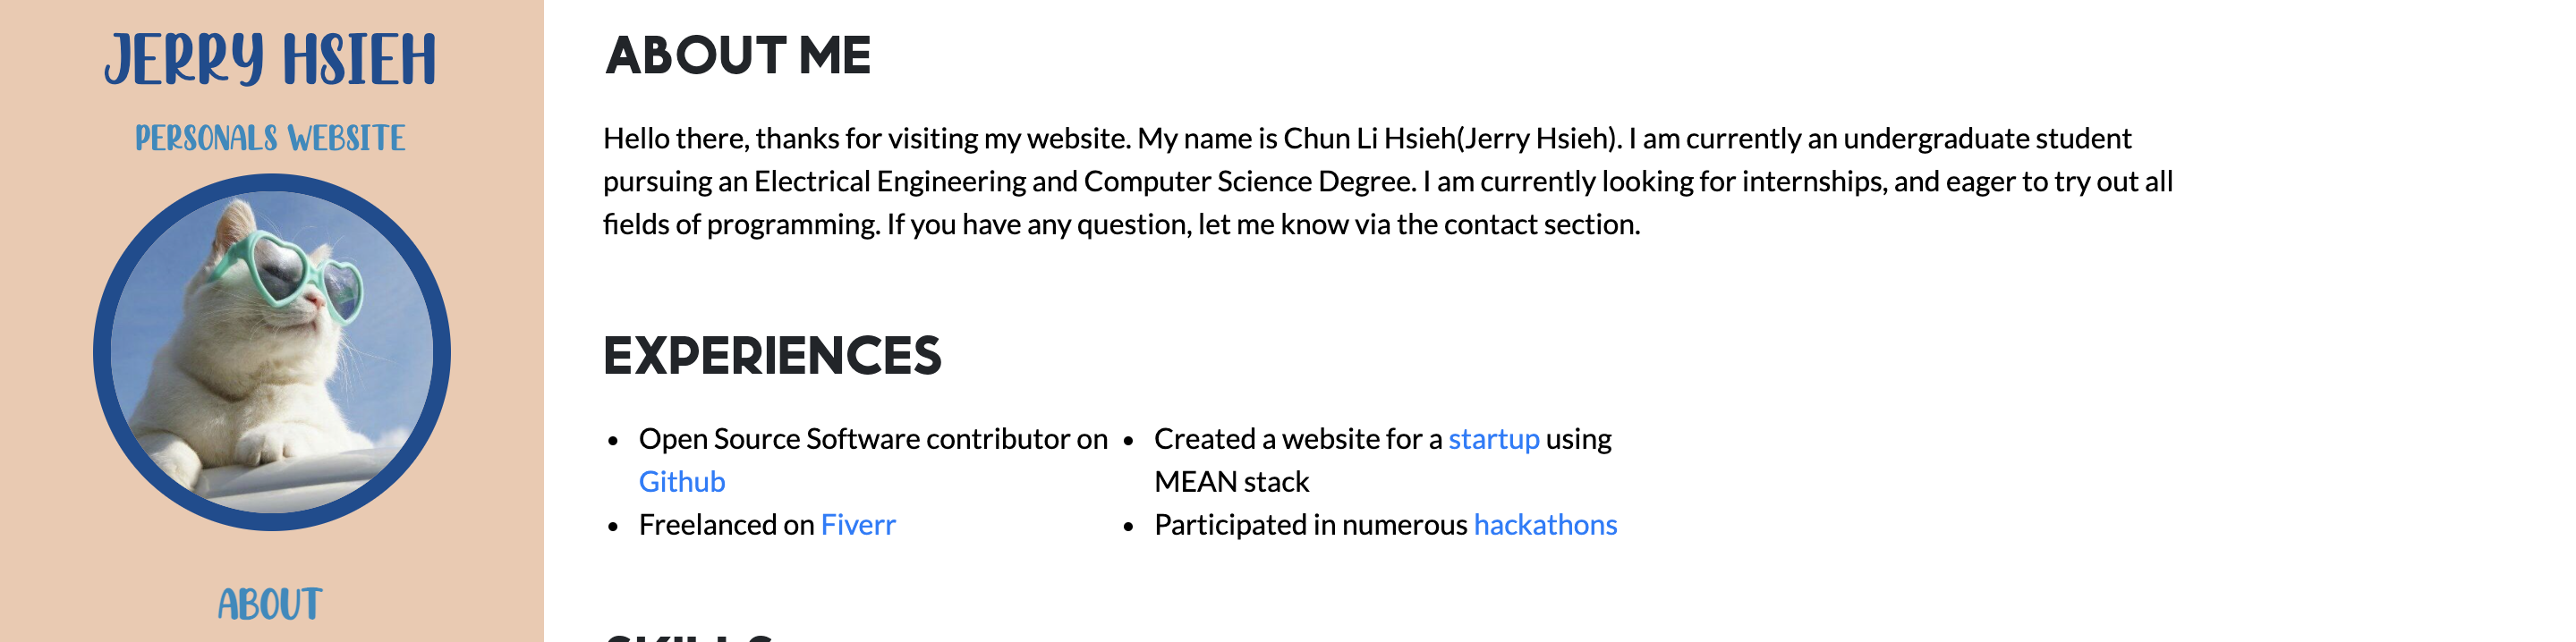 JERRY HSIEH
PERSONALS WEBSITE
ABOUT
ABOUT ME
Hello there, thanks for visiting my website. My name is Chun Li Hsieh(Jerry Hsieh). I am currently an undergraduate student
pursuing an Electrical Engineering and Computer Science Degree. I am currently looking for internships, and eager to try out all
fields of programming. If you have any question, let me know via the contact section.
EXPERIENCES
• Open Source Software contributor on
Github
• Freelanced on Fiverr
• Created a website for a startup using
MEAN stack
• Participated in numerous hackathons
SKILLS